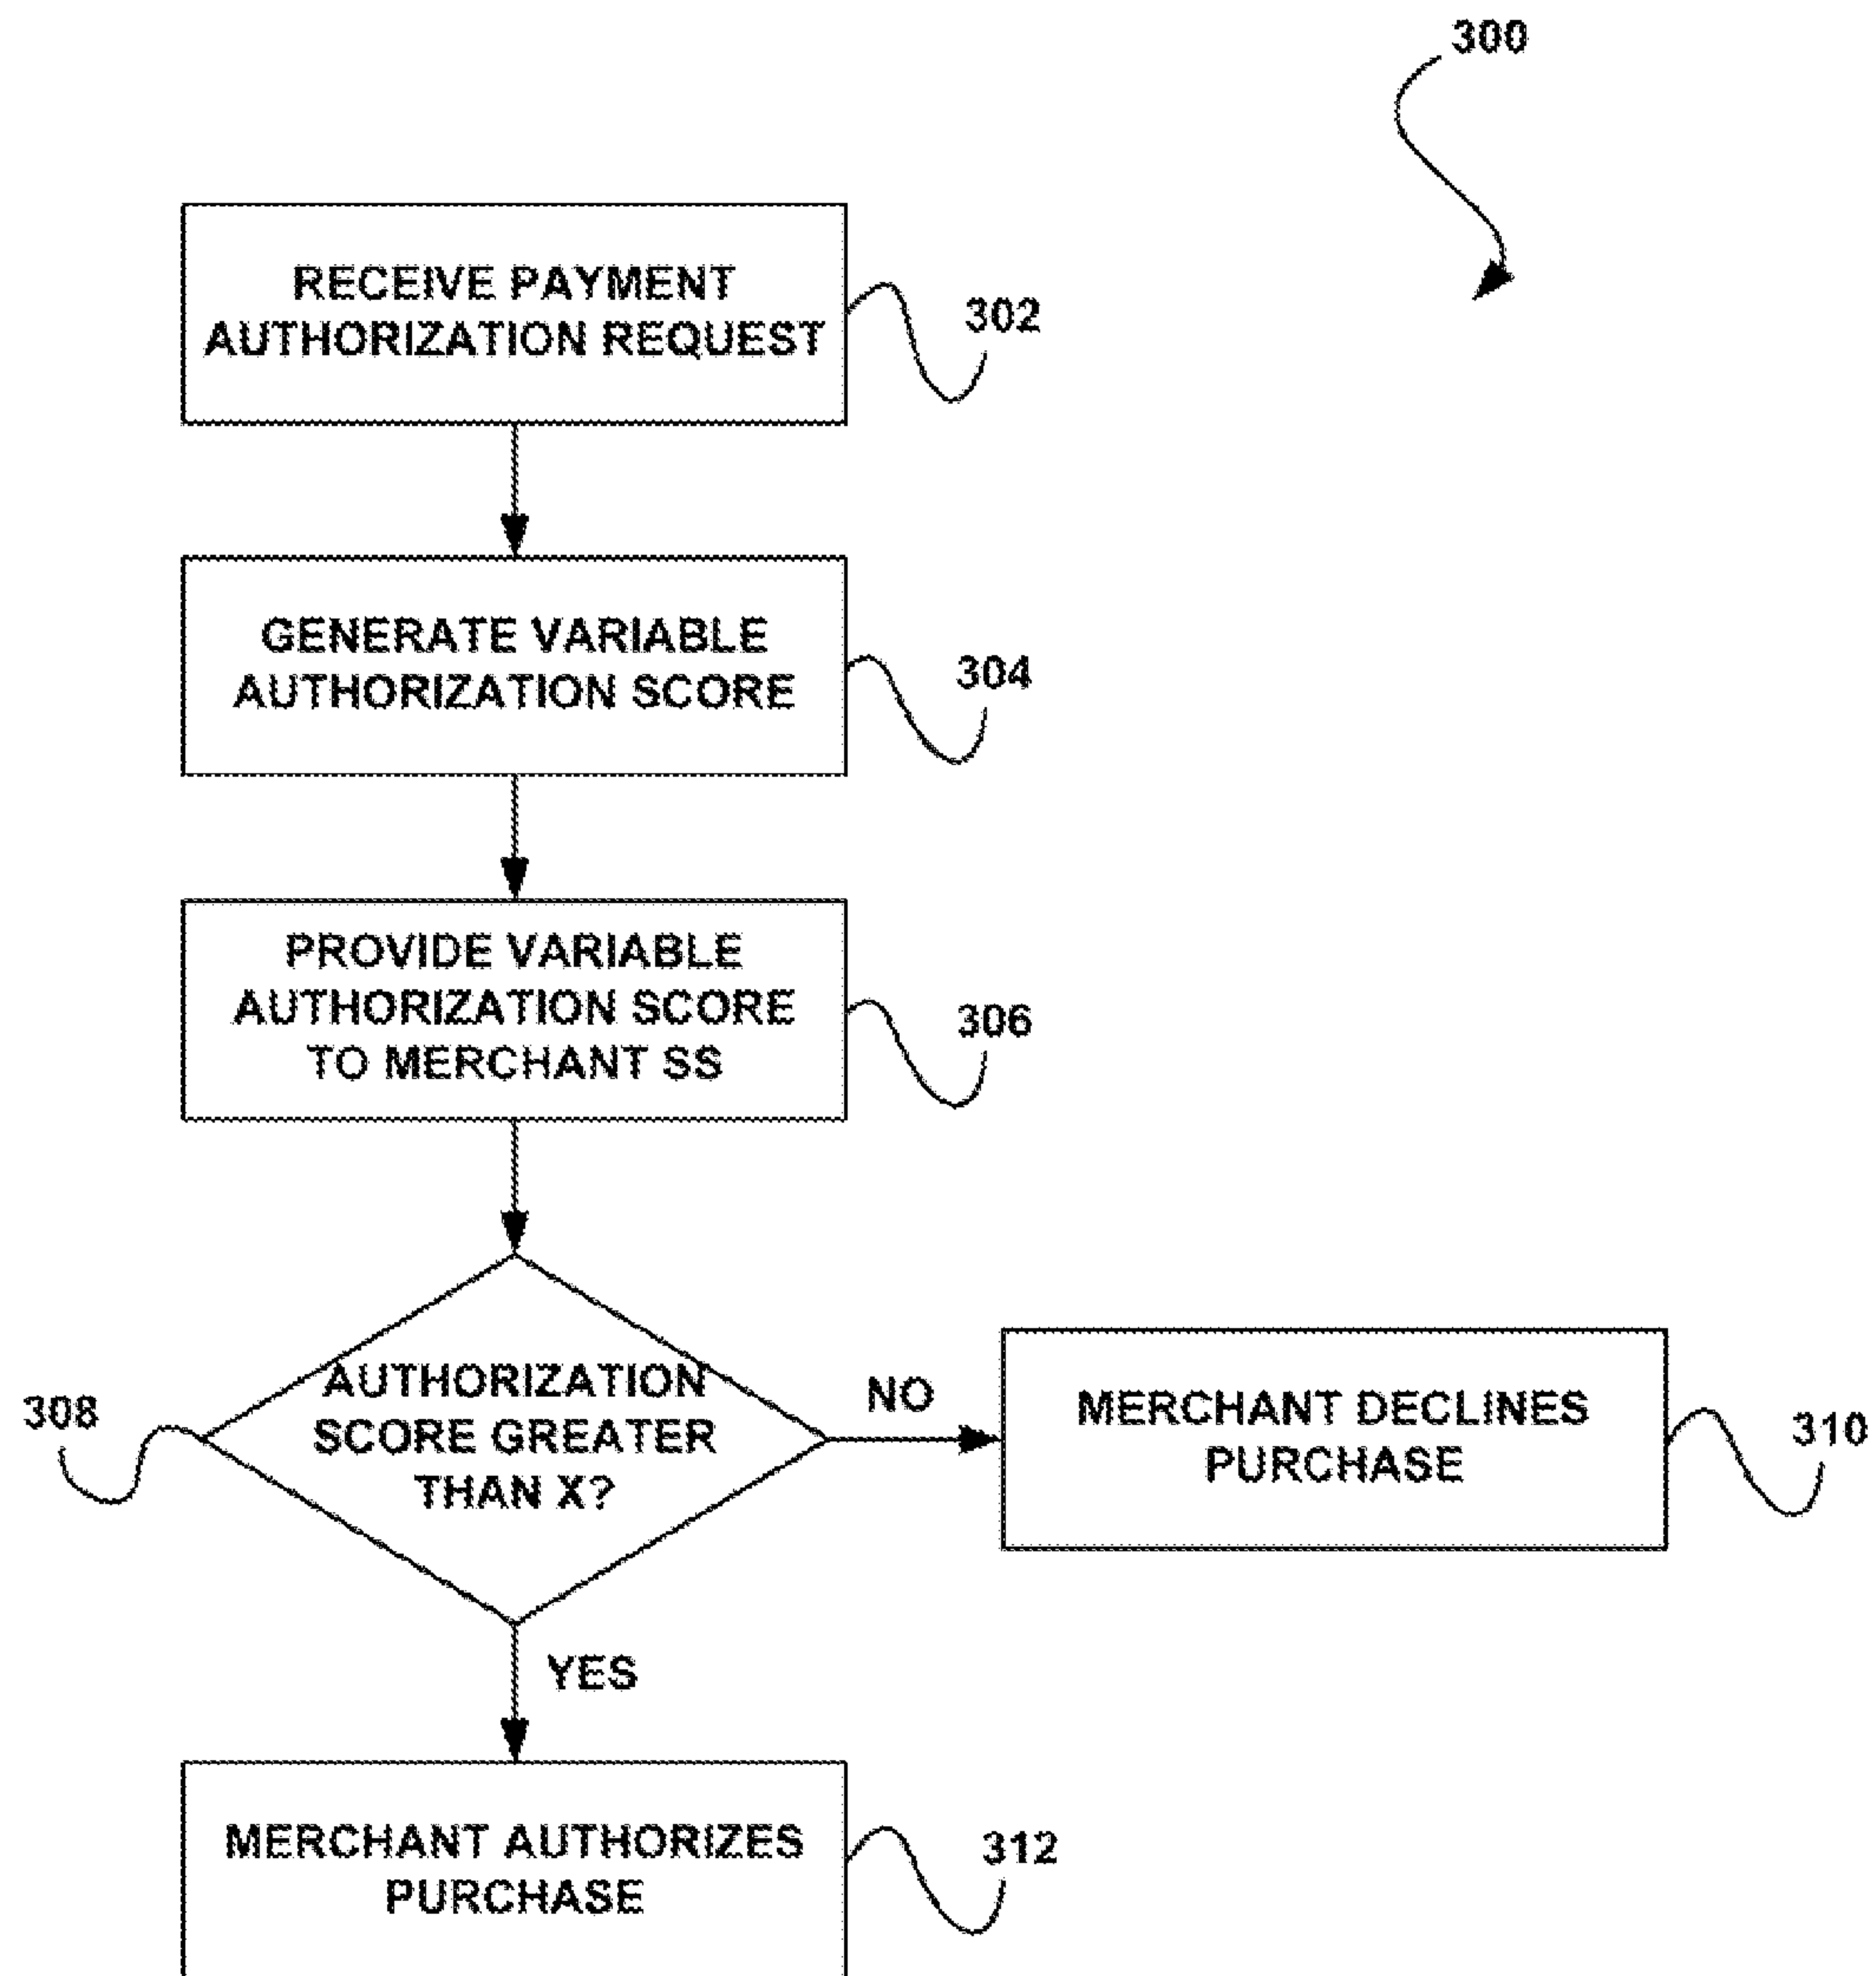 300
RECEIVE PAYMENT
AUTHORIZATION REQUEST
302
GENERATE VARIABLE
AUTHORIZATION SCORE
304
PROVIDE VARIABLE
AUTHORIZATION SCORE
TO MERCHANT SS
306
AUTHORIZATION
SCORE GREATER
THAN X?
308
NO
MERCHANT DECLINES
PURCHASE
310
YES
MERCHANT AUTHORIZES
PURCHASE
312